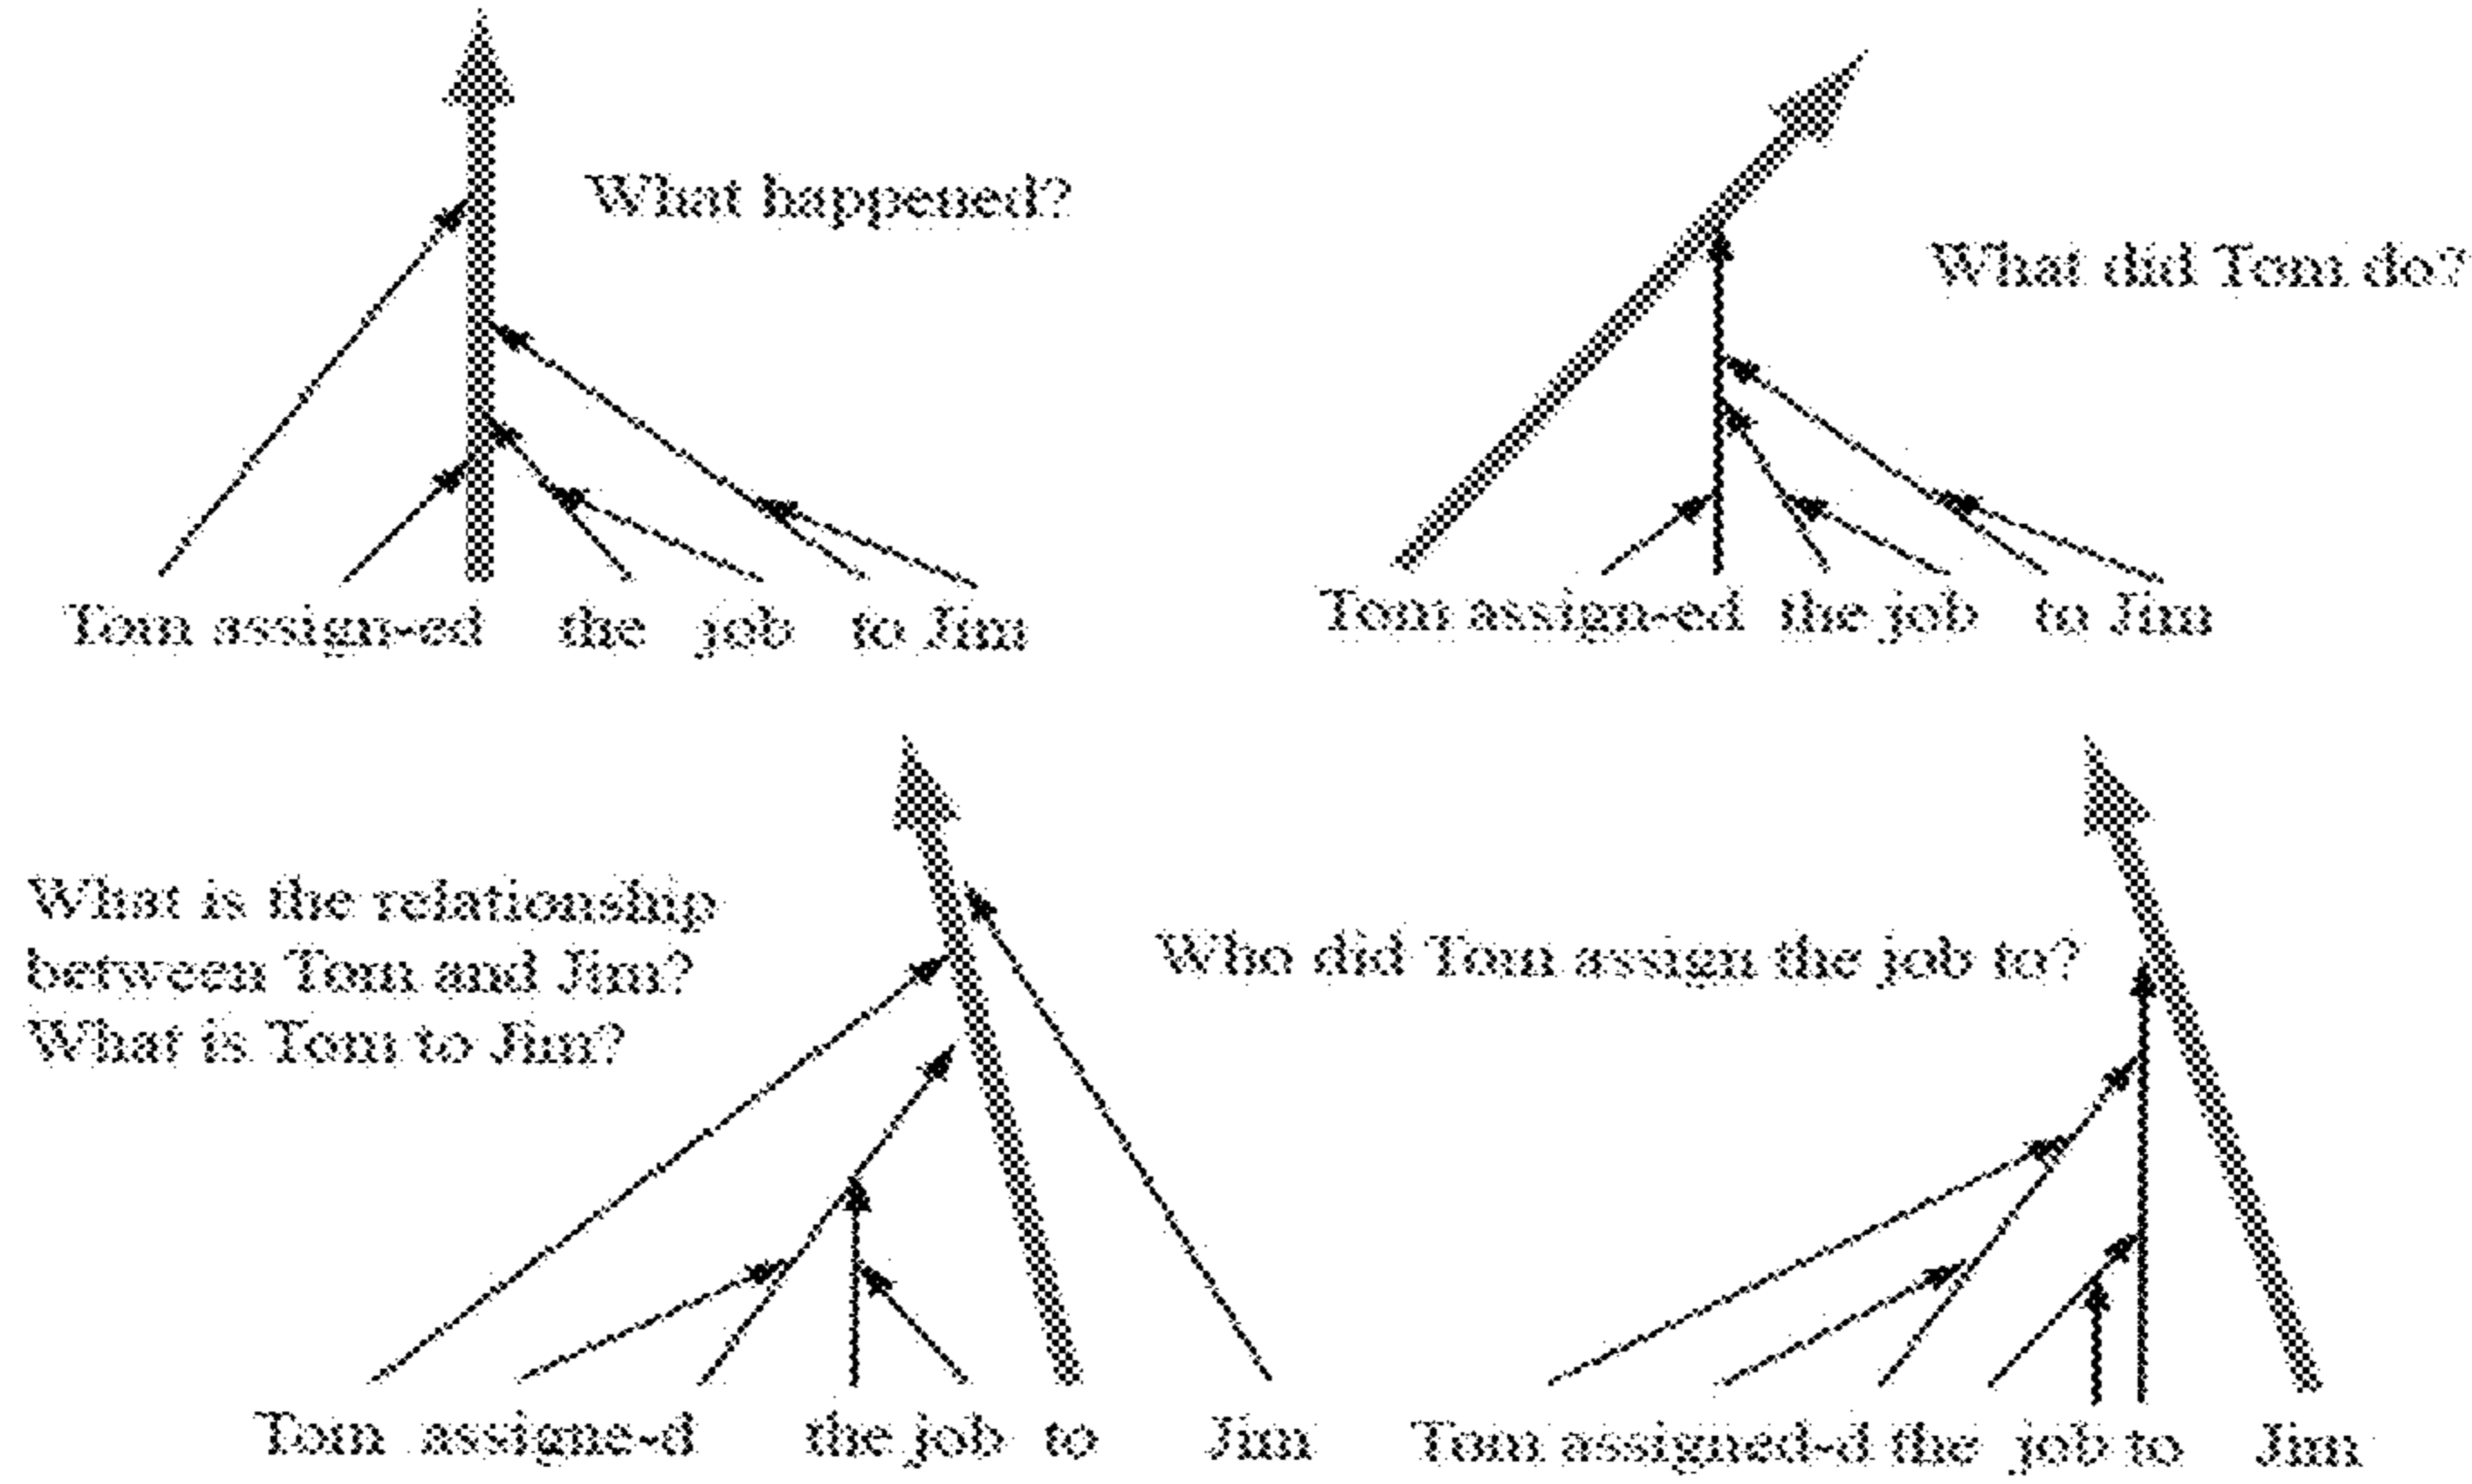 What happened?
What did Tom do?
Tom assign-ed the job to Jim
Tom assign-ed the job to Jim
What is the relationship
between Tom and Jim?
What is Tom to Jim?
Who did Tom assign the job to?
Tom assigne-d the job to Jim
Tom assigned-d the job to Jim